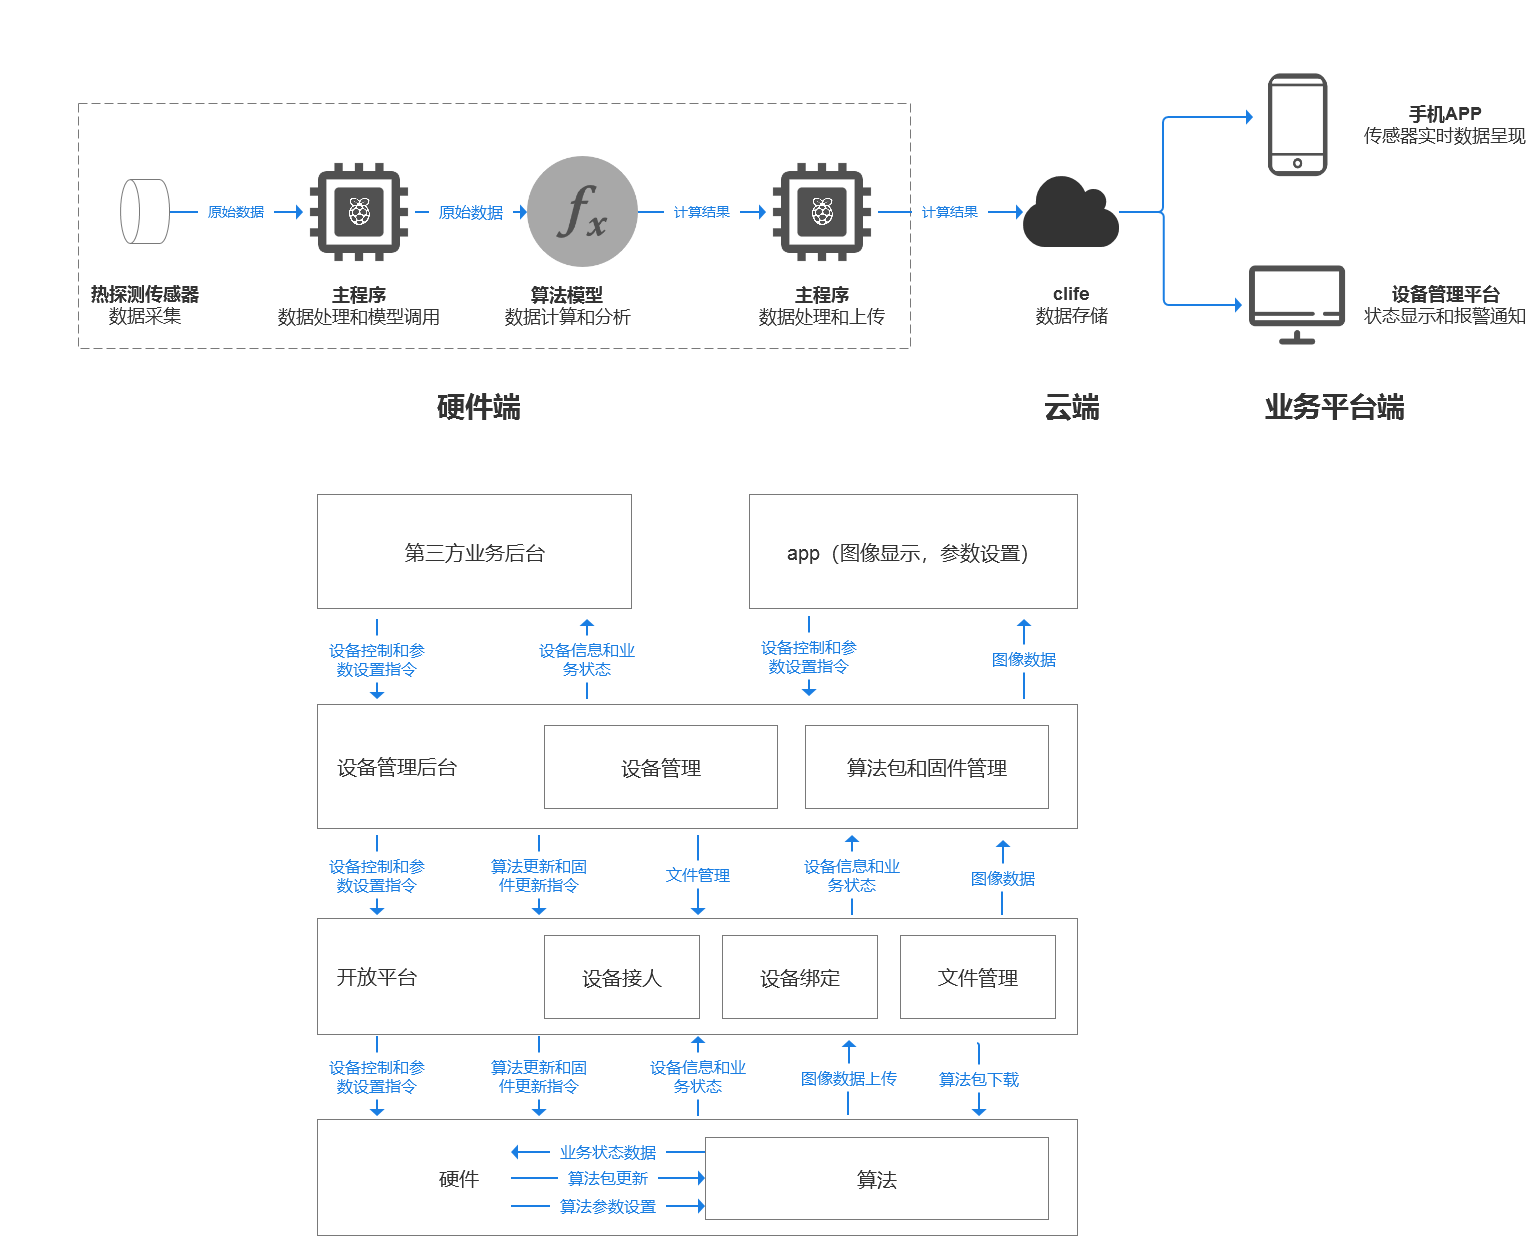 手机APP
传感器实时数据呈现
原始数据
原始数据
fx
计算结果
计算结果
热探测传感器
数据采集
主程序
数据处理和模型调用
算法模型
数据计算和分析
主程序
数据处理和上传
clife
数据存储
设备管理平台
状态显示和报警通知
硬件端
云端
业务平台端
第三方业务后台
app（图像显示，参数设置）
设备控制和参
数设置指令
设备信息和业
务状态
设备控制和参
数设置指令
图像数据
设备管理后台
设备管理
算法包和固件管理
设备控制和参
数设置指令
算法更新和固
件更新指令
文件管理
设备信息和业
务状态
图像数据
开放平台
设备接人
设备绑定
文件管理
设备控制和参
数设置指令
算法更新和固
件更新指令
设备信息和业
务状态
图像数据上传
算法包下载
硬件
业务状态数据
算法包更新
算法参数设置
算法